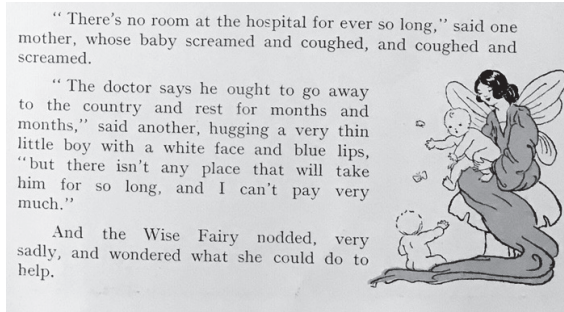 “ There's no room at the hospital for ever so long,” said one
mother, whose baby screamed and coughed, and coughed and
screamed.
“ The doctor says he ought to go away
to the country and rest for months and
months,” said another, hugging a very thin
little boy with a white face and blue lips,
“but there isn't any place that will take
him for so long, and I can't pay very
much.”
And the Wise Fairy nodded, very
sadly, and wondered what she could do to
help.